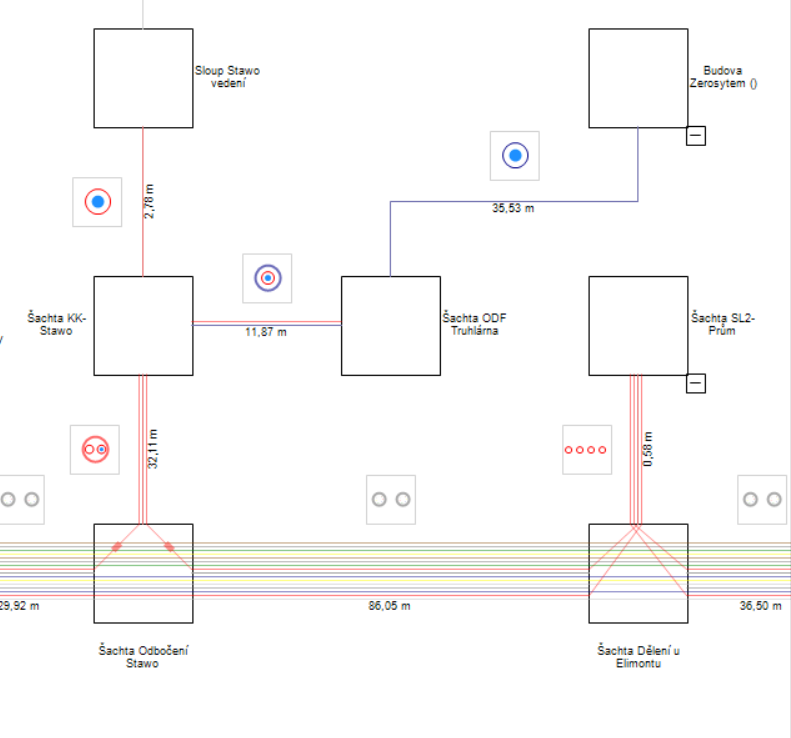 Sloup Stawo
vedení
Budova
Zerosytem ()
2,78 m
35,53 m
Šachta KK-
Stawo
11,87 m
Šachta ODF
Truhlárna
Šachta SL2-
Prům
32,11 m
0,58 m
29,92 m
86,05 m
36,50 m
Šachta Odbočení
Stawo
Šachta Dělení u
Elimontu